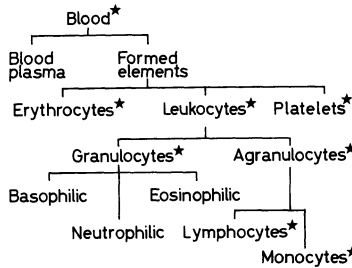 Blood★
Blood plasma
Formed elements
Erythrocytes★ Leukocytes★ Platelets★
Granulocytes★ Agranulocytes★
Basophilic Eosinophilic
Neutrophilic Lymphocytes★
Monocytes★